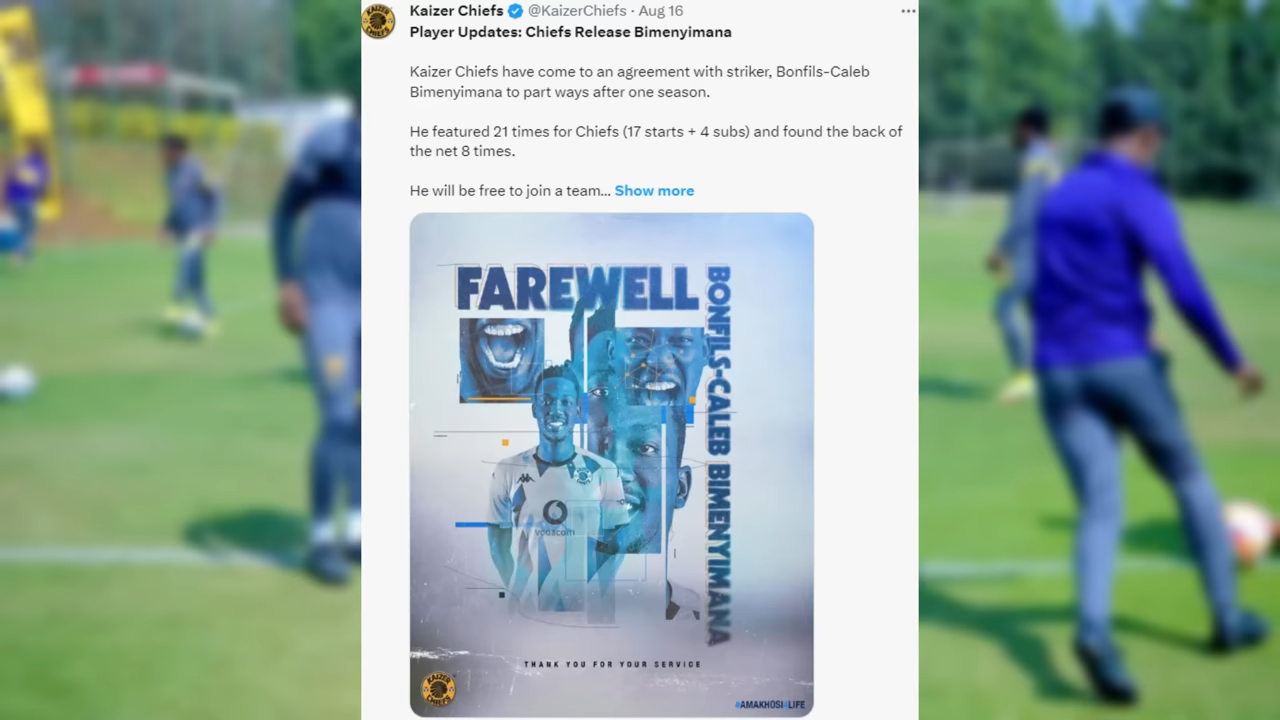 Kaizer Chiefs @KaizerChiefs · Aug 16
Player Updates: Chiefs Release Bimenyimana
Kaizer Chiefs have come to an agreement with striker, Bonfils-Caleb
Bimenyimana to part ways after one season.
He featured 21 times for Chiefs (17 starts + 4 subs) and found the back of
the net 8 times.
He will be free to join a team... Show more
FAREWELL
BONFILS-CALEB BIMENYIMANA
vodacom
THANK YOU FOR YOUR SERVICE
KAIZER
CHIEFS
#AMAKHOSI4LIFE